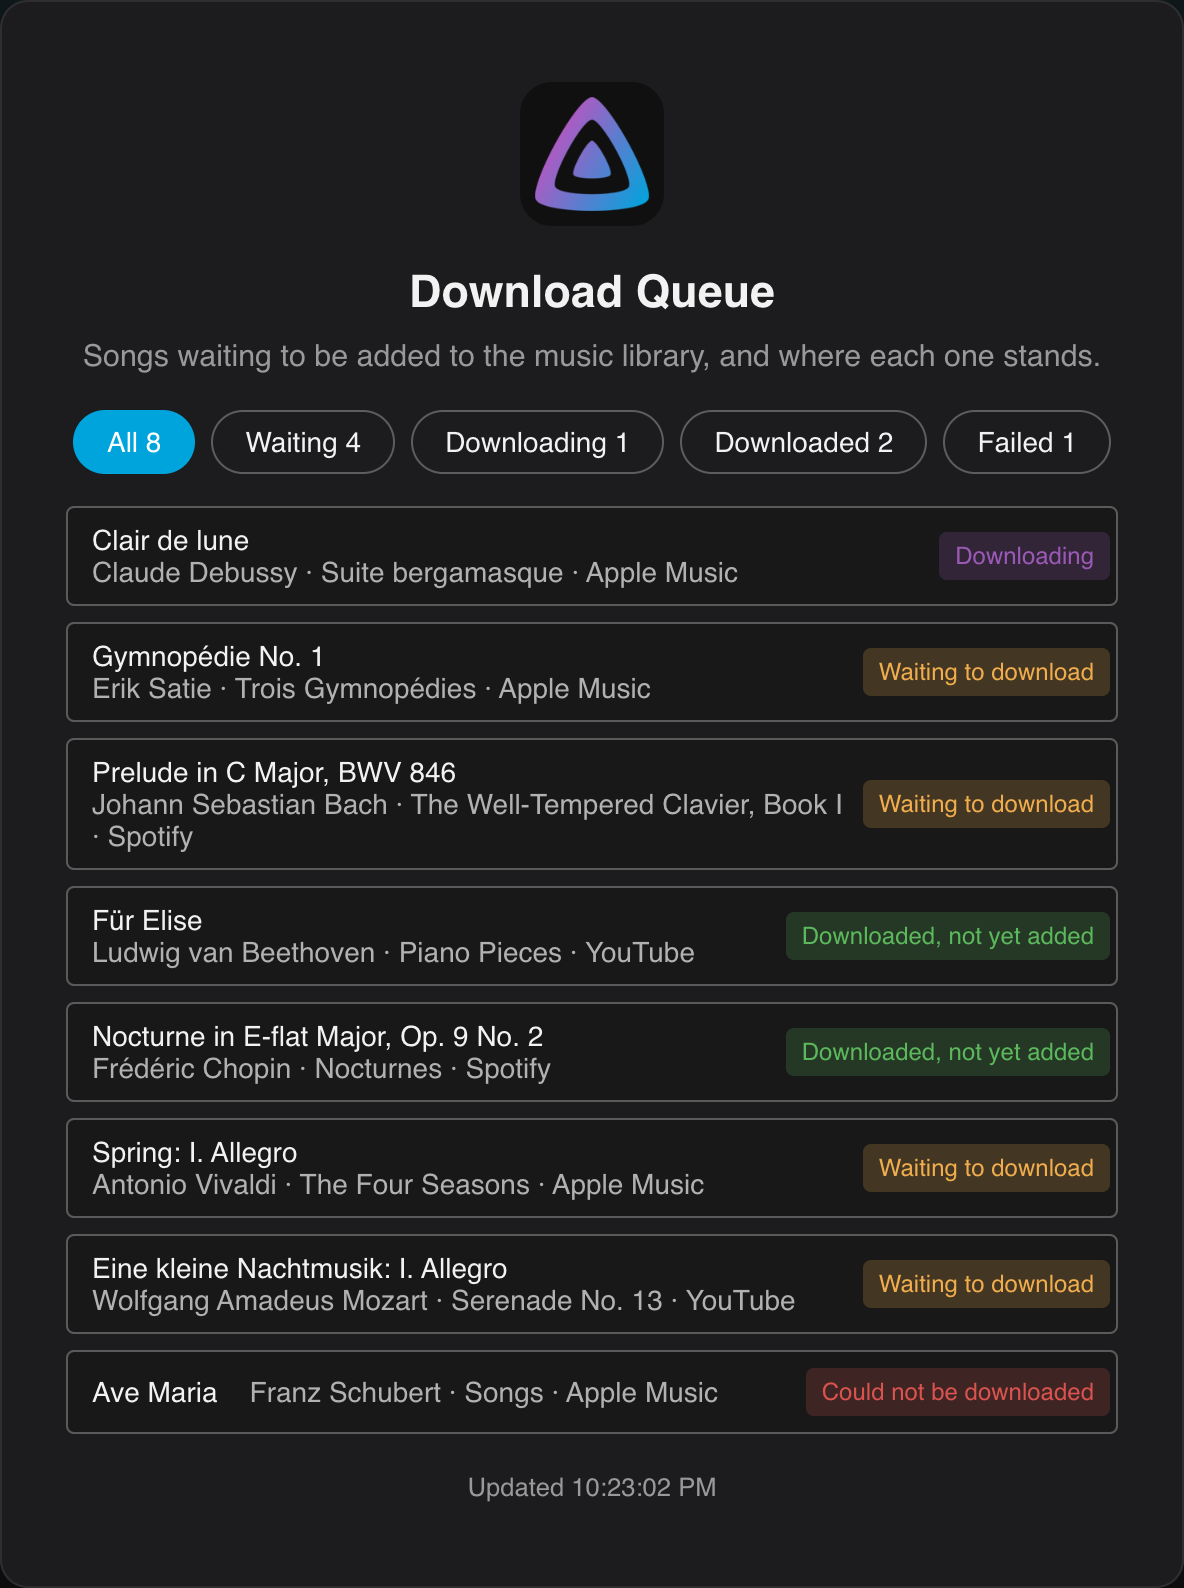 Download Queue
Songs waiting to be added to the music library, and where each one stands.
All 8
Waiting 4
Downloading 1
Downloaded 2
Failed 1
Clair de lune
Claude Debussy · Suite bergamasque · Apple Music
Downloading
Gymnopédie No. 1
Erik Satie · Trois Gymnopédies · Apple Music
Waiting to download
Prelude in C Major, BWV 846
Johann Sebastian Bach · The Well-Tempered Clavier, Book I
· Spotify
Waiting to download
Für Elise
Ludwig van Beethoven · Piano Pieces · YouTube
Downloaded, not yet added
Nocturne in E-flat Major, Op. 9 No. 2
Frédéric Chopin · Nocturnes · Spotify
Downloaded, not yet added
Spring: I. Allegro
Antonio Vivaldi · The Four Seasons · Apple Music
Waiting to download
Eine kleine Nachtmusik: I. Allegro
Wolfgang Amadeus Mozart · Serenade No. 13 · YouTube
Waiting to download
Ave Maria Franz Schubert · Songs · Apple Music
Could not be downloaded
Updated 10:23:02 PM